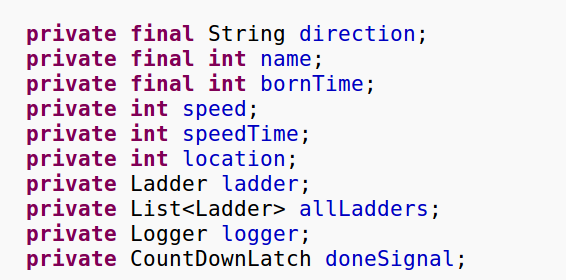 private final String direction;
private final int name;
private final int bornTime;
private int speed;
private int speedTime;
private int location;
private Ladder ladder;
private List<Ladder> allLadders;
private Logger logger;
private CountDownLatch doneSignal;